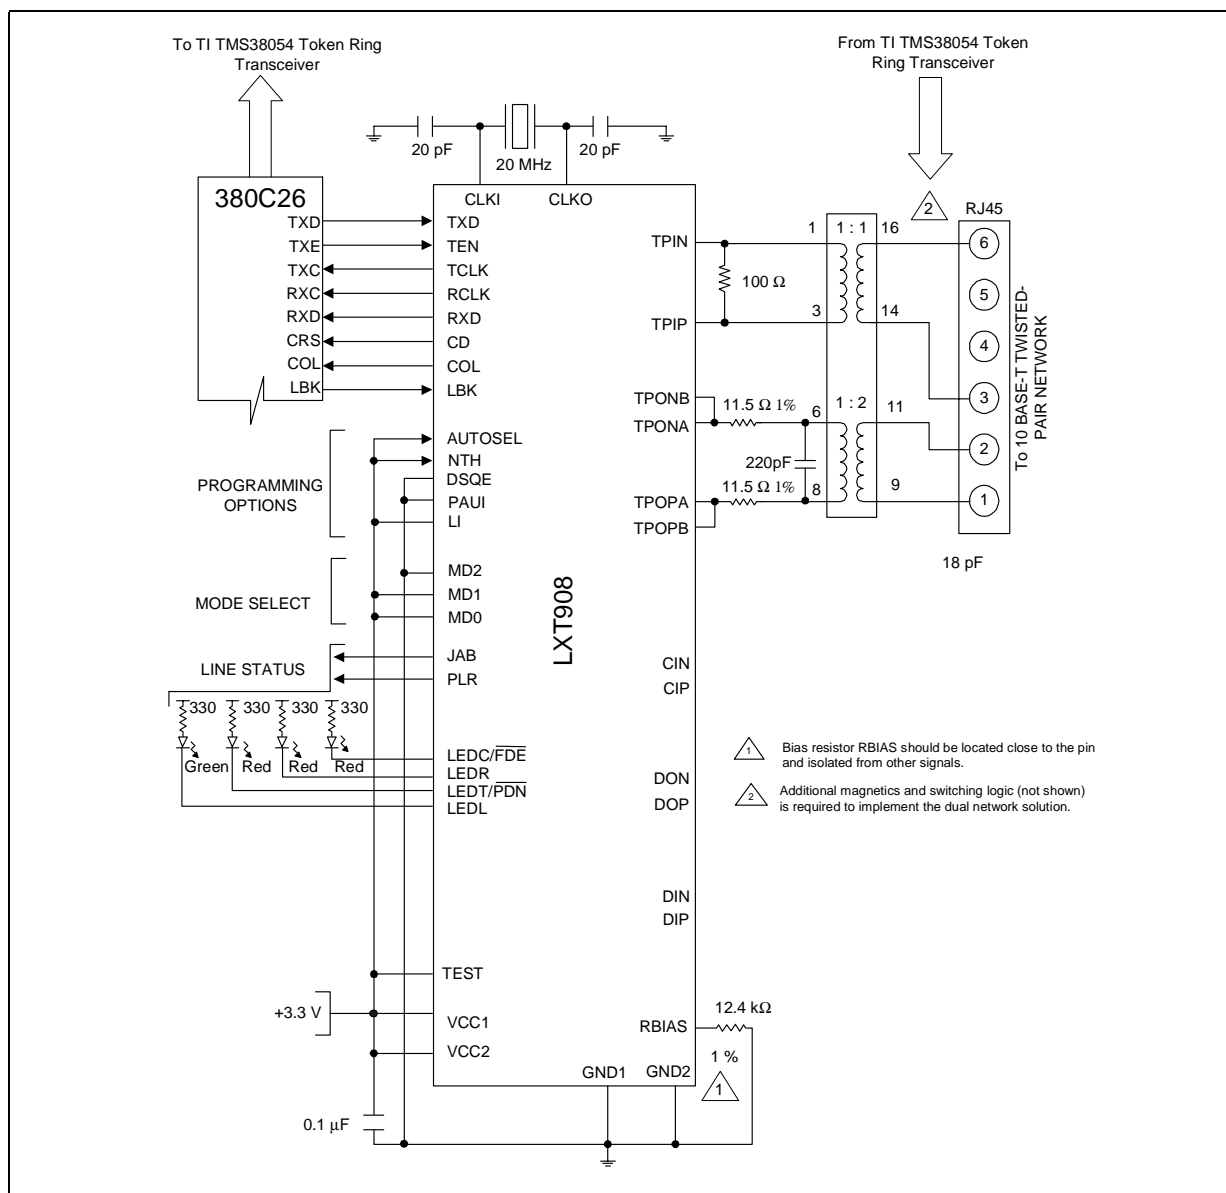 To TI TMS38054 Token Ring
Transceiver
From TI TMS38054 Token
Ring Transceiver
20 pF
20 MHz
20 pF
380C26
TXD
TXE
TXC
RXC
RXD
CRS
COL
LBK
CLKI
CLKO
TXD
TEN
TCLK
RCLK
RXD
CD
COL
LBK
AUTOSEL
NTH
DSQE
PAUI
LI
MD2
MD1
MD0
JAB
PLR
LEDC/FDE
LEDR
LEDT/PDN
LEDL
TEST
VCC1
VCC2
PROGRAMMING
OPTIONS
MODE SELECT
LINE STATUS
330
330
330
330
Green
Red
Red
Red
+3.3 V
0.1 µF
LXT908
TPIN
TPIP
TPONB
TPONA
TPOPA
TPOPB
CIN
CIP
DON
DOP
DIN
DIP
RBIAS
GND1
GND2
100 Ω
11.5 Ω 1%
220pF
11.5 Ω 1%
1
1 : 1
16
3
14
6
1 : 2
11
8
9
2
RJ45
6
5
4
3
2
1
To 10 BASE-T TWISTED-
PAIR NETWORK
18 pF
1 Bias resistor RBIAS should be located close to the pin
and isolated from other signals.
2 Additional magnetics and switching logic (not shown)
is required to implement the dual network solution.
12.4 kΩ
1 %
1